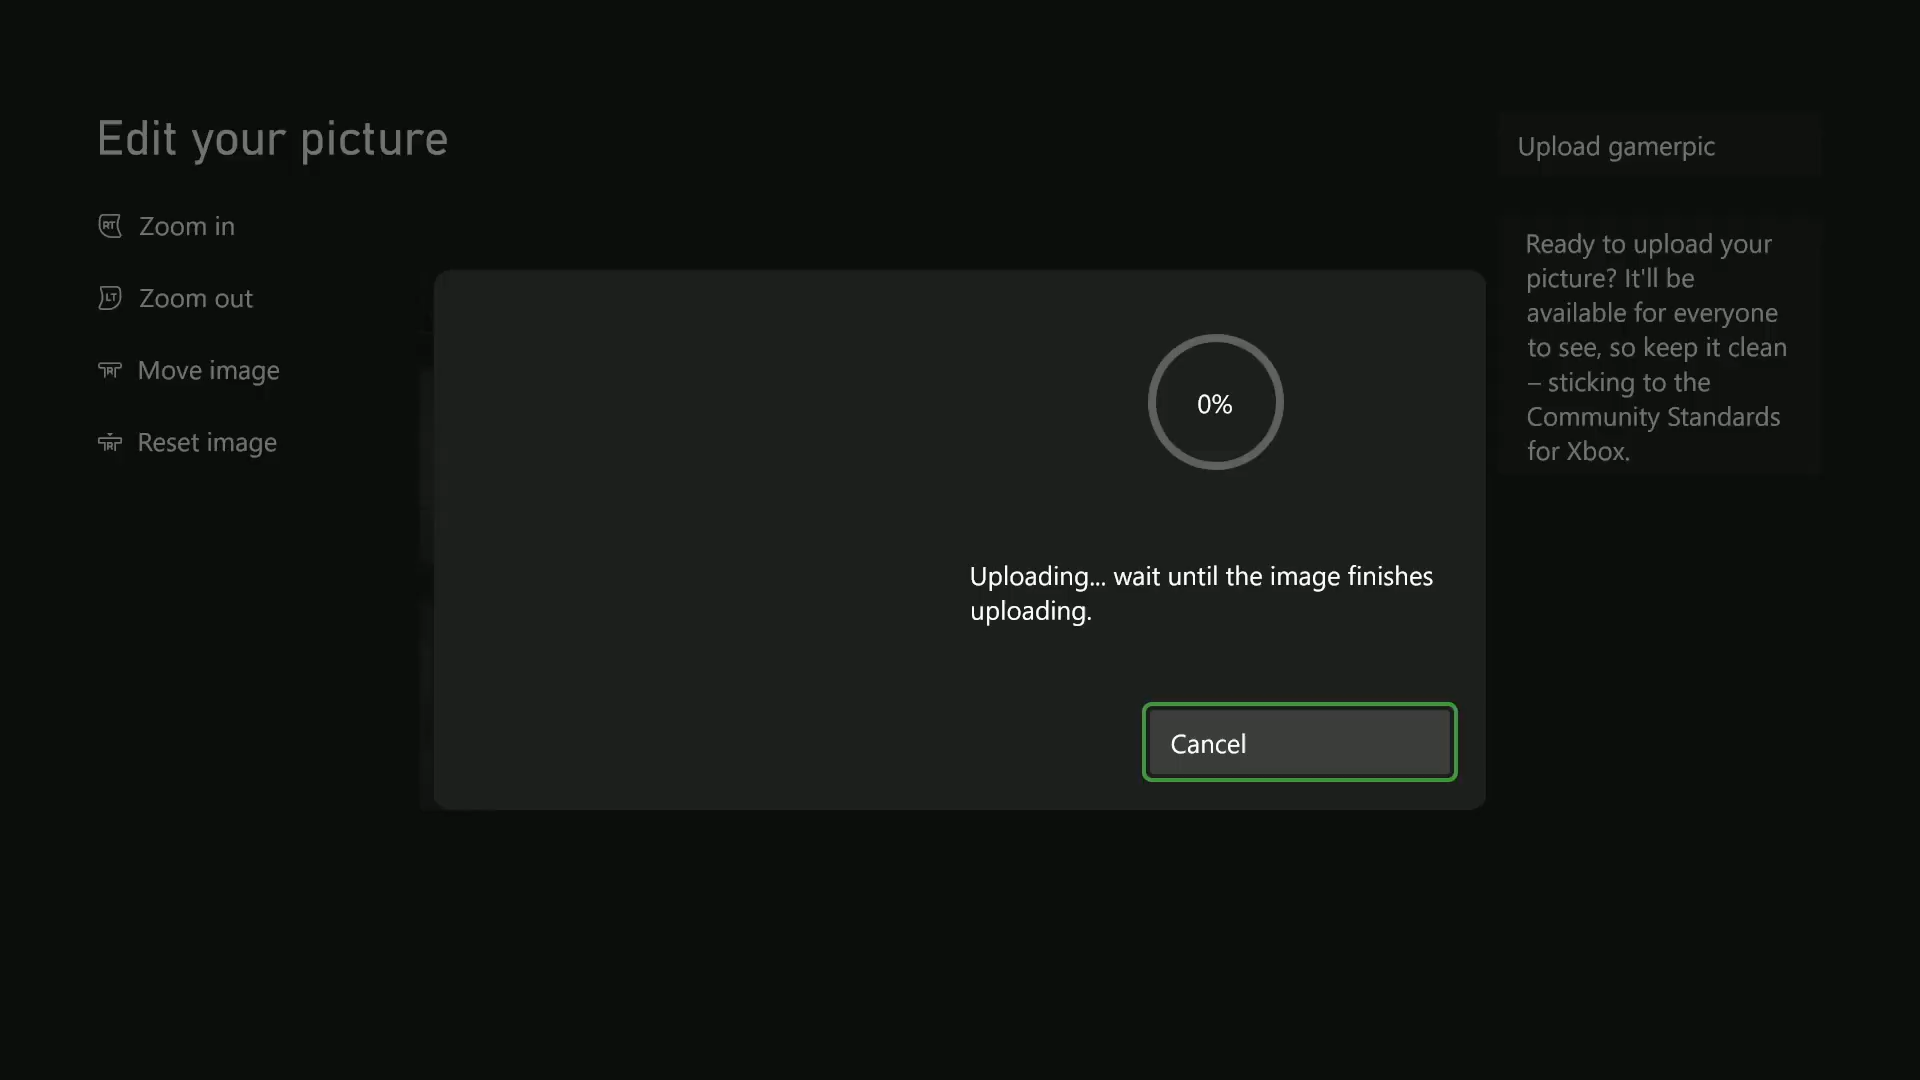 Edit your picture
RT Zoom in
LT Zoom out
R Move image
R Reset image
Upload gamerpic
Ready to upload your
picture? It'll be
available for everyone
to see, so keep it clean
– sticking to the
Community Standards
for Xbox.
0%
Uploading... wait until the image finishes
uploading.
Cancel